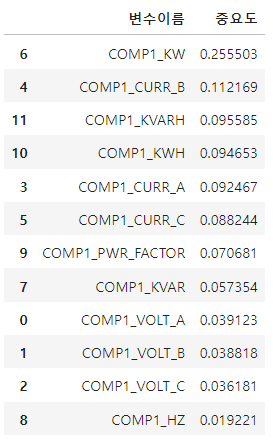 변수이름 중요도
6 COMP1_KW 0.255503
4 COMP1_CURR_B 0.112169
11 COMP1_KVARH 0.095585
10 COMP1_KWH 0.094653
3 COMP1_CURR_A 0.092467
5 COMP1_CURR_C 0.088244
9 COMP1_PWR_FACTOR 0.070681
7 COMP1_KVAR 0.057354
0 COMP1_VOLT_A 0.039123
1 COMP1_VOLT_B 0.038818
2 COMP1_VOLT_C 0.036181
8 COMP1_HZ 0.019221